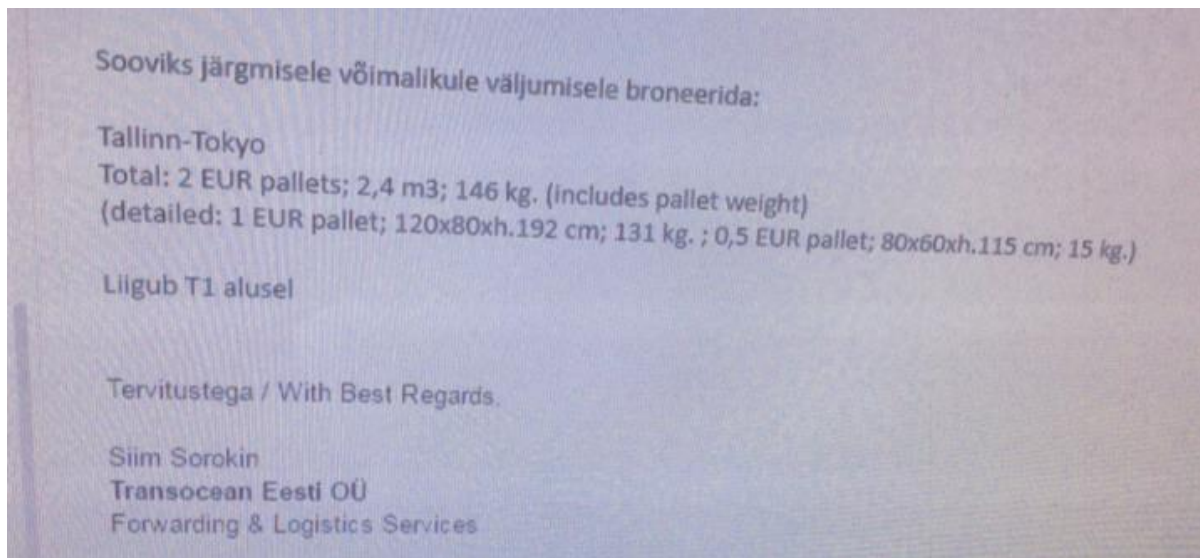 Sooviks järgmisele võimalikule väljumisele broneerida:
Tallinn-Tokyo
Total: 2 EUR pallets; 2,4 m3; 146 kg. (includes pallet weight)
(detailed: 1 EUR pallet; 120x80xh.192 cm; 131 kg. ; 0,5 EUR pallet; 80x60xh.115 cm; 15 kg.)
Liigub T1 alusel
Tervitustega / With Best Regards,
Siim Sorokin
Transocean Eesti OÜ
Forwarding & Logistics Services